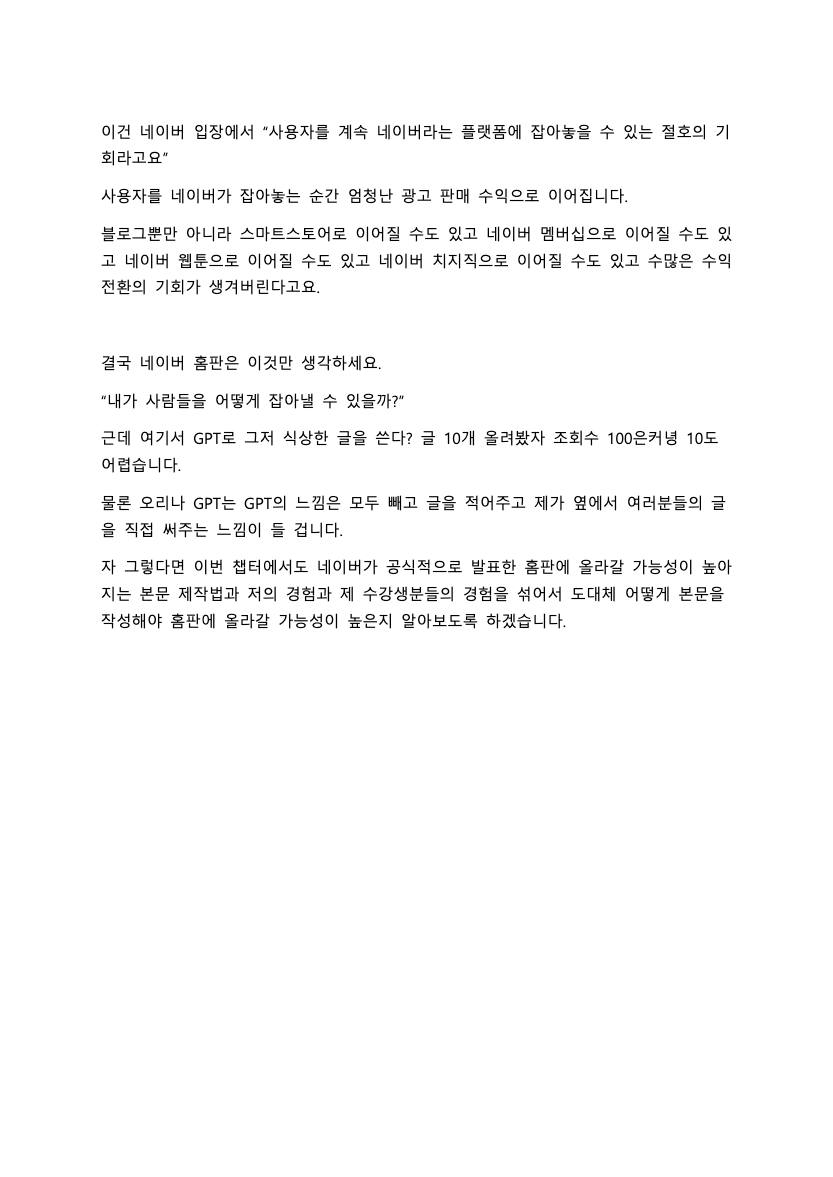 이건 네이버 입장에서 “사용자를 계속 네이버라는 플랫폼에 잡아놓을 수 있는 절호의 기
회라고요”
사용자를 네이버가 잡아놓는 순간 엄청난 광고 판매 수익으로 이어집니다.
블로그뿐만 아니라 스마트스토어로 이어질 수도 있고 네이버 멤버십으로 이어질 수도 있
고 네이버 웹툰으로 이어질 수도 있고 네이버 치지직으로 이어질 수도 있고 수많은 수익
전환의 기회가 생겨버린다고요.
결국 네이버 홈판은 이것만 생각하세요.
“내가 사람들을 어떻게 잡아낼 수 있을까?”
근데 여기서 GPT로 그저 식상한 글을 쓴다? 글 10개 올려봤자 조회수 100은커녕 10도
어렵습니다.
물론 오리나 GPT는 GPT의 느낌은 모두 빼고 글을 적어주고 제가 옆에서 여러분들의 글
을 직접 써주는 느낌이 들 겁니다.
자 그렇다면 이번 챕터에서도 네이버가 공식적으로 발표한 홈판에 올라갈 가능성이 높아
지는 본문 제작법과 저의 경험과 제 수강생분들의 경험을 섞어서 도대체 어떻게 본문을
작성해야 홈판에 올라갈 가능성이 높은지 알아보도록 하겠습니다.